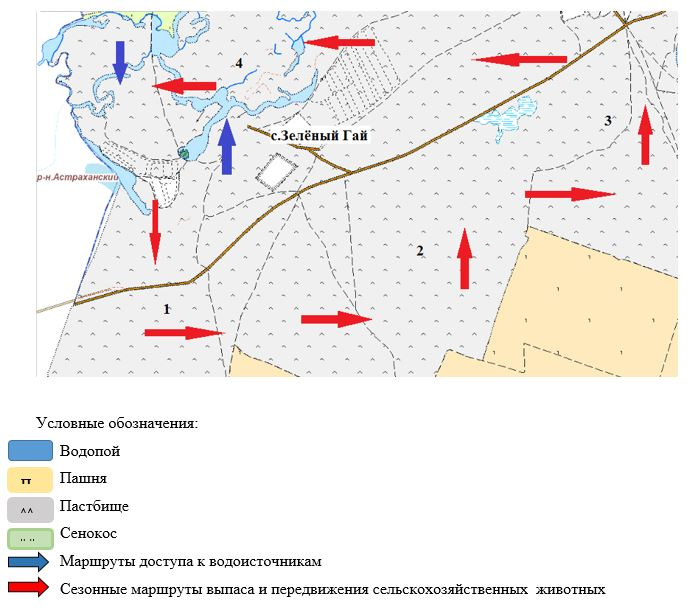 4
3
с.Зелёный Гай
р-н.Астраханский
2
1
Условные обозначения:
Водопой
Пашня
Пастбище
Сенокос
Маршруты доступа к водоисточникам
Сезонные маршруты выпаса и передвижения сельскохозяйственных животных